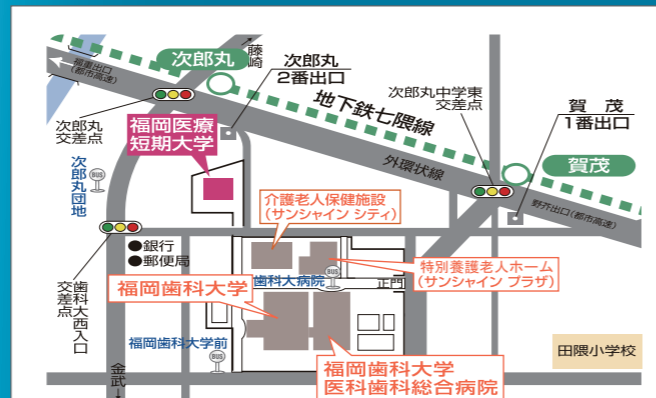 福重出口
(都市高速)
次郎丸
藤崎
次郎丸
2番出口
地下鉄七隈線
次郎丸中学東
交差点
賀 茂
1番出口
次郎丸
交差点
福岡医療
短期大学
外環状線
賀茂
野芥出口(都市高速)
次郎丸団地
BUS
介護老人保健施設
(サンシャイン シティ)
●銀行
●郵便局
特別養護老人ホーム
(サンシャイン プラザ)
歯科大西入口
交差点
福岡歯科大学
歯科大病院
BUS
正門
福岡歯科大学前
BUS
福岡歯科大学
医科歯科総合病院
田隈小学校
金武